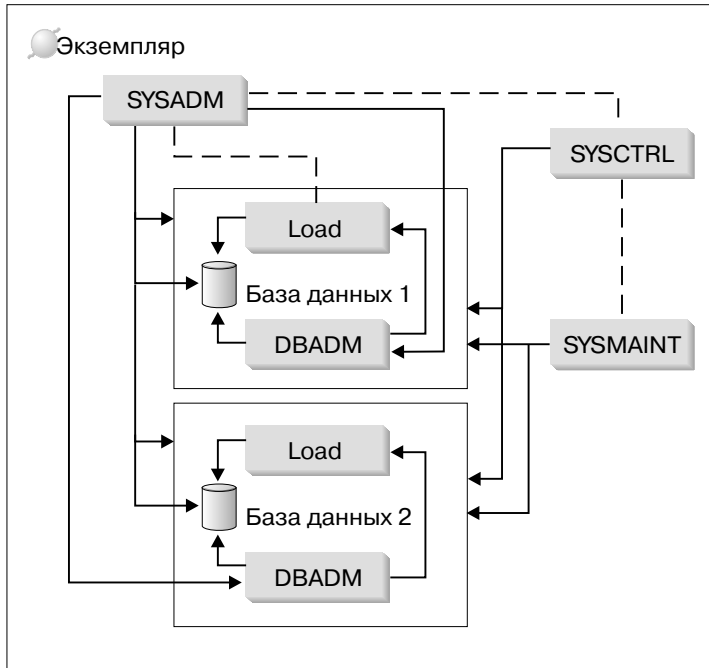 Экземпляр
SYSADM
SYSCTRL
Load
База данных 1
DBADM
SYSMAINT
Load
База данных 2
DBADM